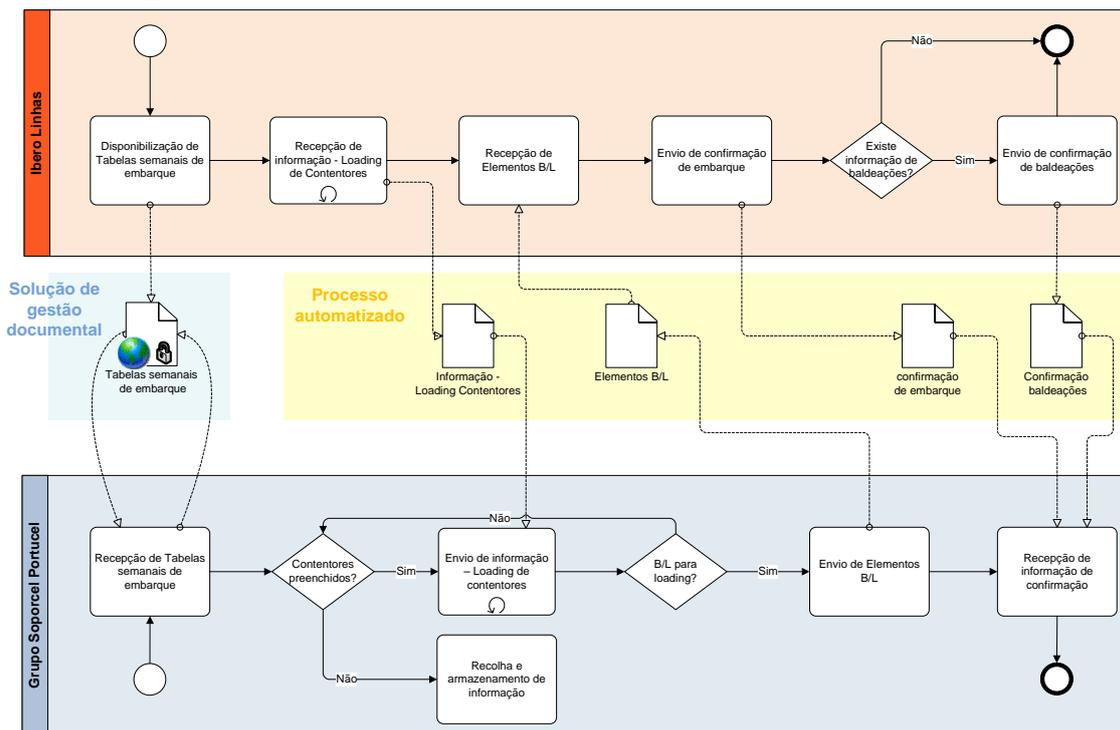 Ibero Linhas
Não
Disponibilização de
Tabelas semanais de
embarque
Recepção de
informação - Loading
de Contentores
Recepção de
Elementos B/L
Envio de confirmação
de embarque
Existe
informação de
baldeações?
Sim
Envio de confirmação
de baldeações
Solução de
gestão
documental
Tabelas semanais
de embarque
Processo
automatizado
Informação -
Loading Contentores
Elementos B/L
confirmação
de embarque
Confirmação
baldeações
Grupo Soporcel Portucel
Não
Recepção de Tabelas
semanais de
embarque
Contentores
preenchidos?
Sim
Envio de informação
– Loading de
contentores
B/L para
loading?
Sim
Envio de Elementos
B/L
Recepção de
informação de
confirmação
Não
Recolha e
armazenamento de
informação